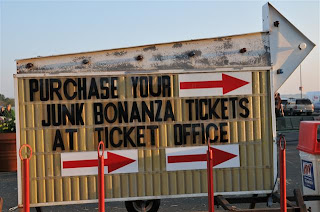 PURCHASE YOUR
JUNK BONANZA TICKETS
AT TICKET OFFICE